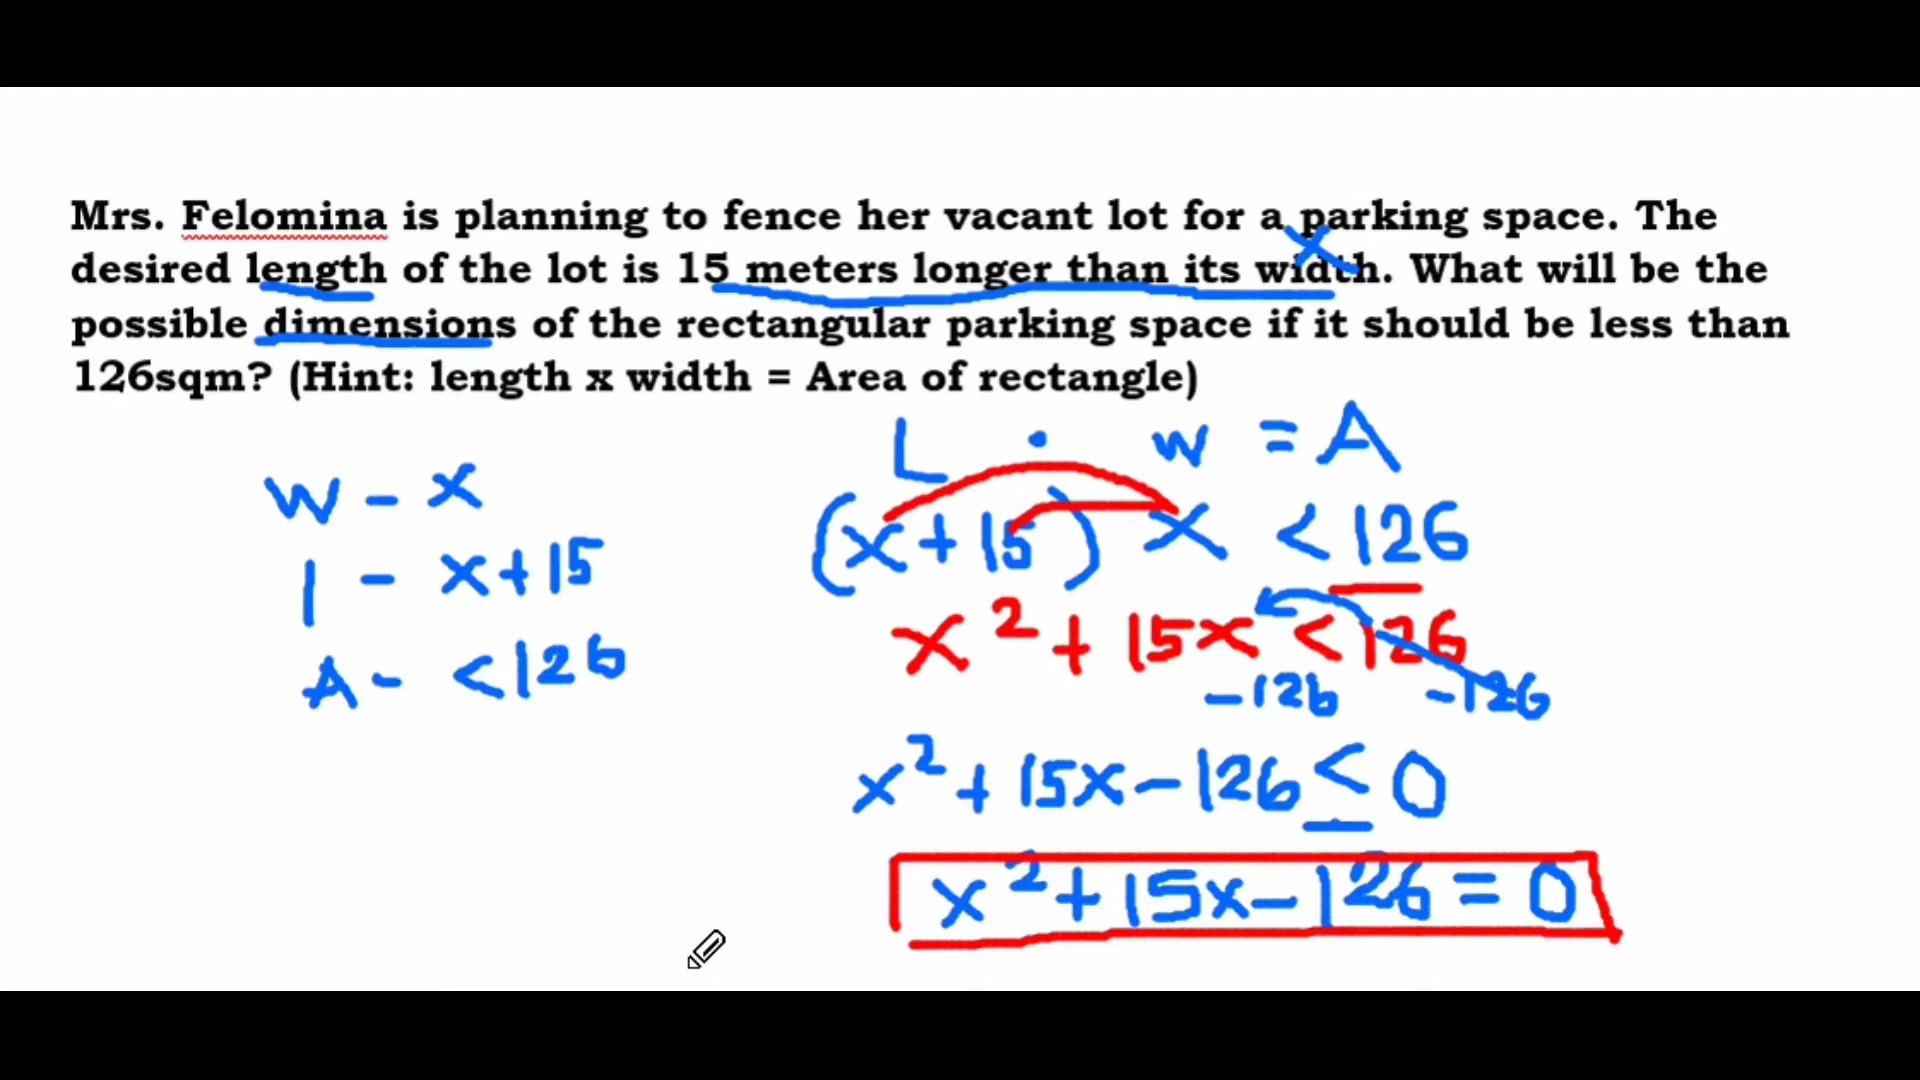 Mrs. Felomina is planning to fence her vacant lot for a parking space. The
desired length of the lot is 15 meters longer than its width. What will be the
possible dimensions of the rectangular parking space if it should be less than
126sqm? (Hint: length x width = Area of rectangle)
x
W - x
l - x+15
A - <126
L · w = A
(x+15) x <126
x²+ 15x <126
-126 -126
x²+ 15x-126 < 0
x²+15x-126=0